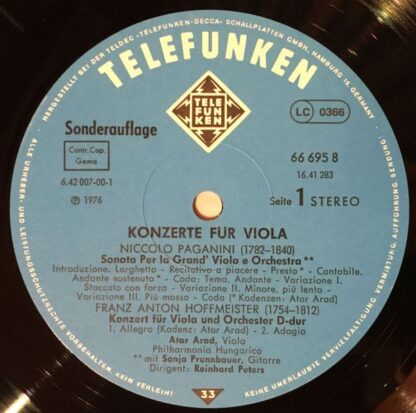 HERGESTELLT BEI DER TELDEC »TELEFUNKEN-DECCA« SCHALLPLATTEN GMBH, HAMBURG 19 GERMANY
TELEFUNKEN
TELE
FUN
KEN
LC 0366
Sonderauflage
Contr. Cop.
Gema
6.42 007-00-1
℗ 1976
66 695 8
16.41 283
Seite 1 STEREO
KONZERTE FUR VIOLA
NICCOLO PAGANINI (1782–1840)
Sonata Per la Grand' Viola e Orchestra **
Introduzione. Larghetto - Recitativo a piacere - Presto * - Cantabile.
Andante sostenuto * - Coda: Tema. Andante - Variazione I.
Staccato con forza - Variazione II. Minore, più lento -
Variazione III. Più mosso - Coda (* Kadenzen: Atar Arad)
FRANZ ANTON HOFFMEISTER (1754–1812)
Konzert für Viola und Orchester D-dur
1. Allegro (Kadenz: Atar Arad) - 2. Adagio
Atar Arad, Viola
Philharmonia Hungarica
** mit Sonja Prunnbauer, Gitarre
Dirigent: Reinhard Peters
33
ALLE URHEBER- UND LEISTUNGSSCHUTZRECHTE VORBEHALTEN. KEIN VERLEIH!
KEINE UNERLAUBTE VERVIELFÄLTIGUNG, VERMIETUNG, AUFFÜHRUNG, SENDUNG!